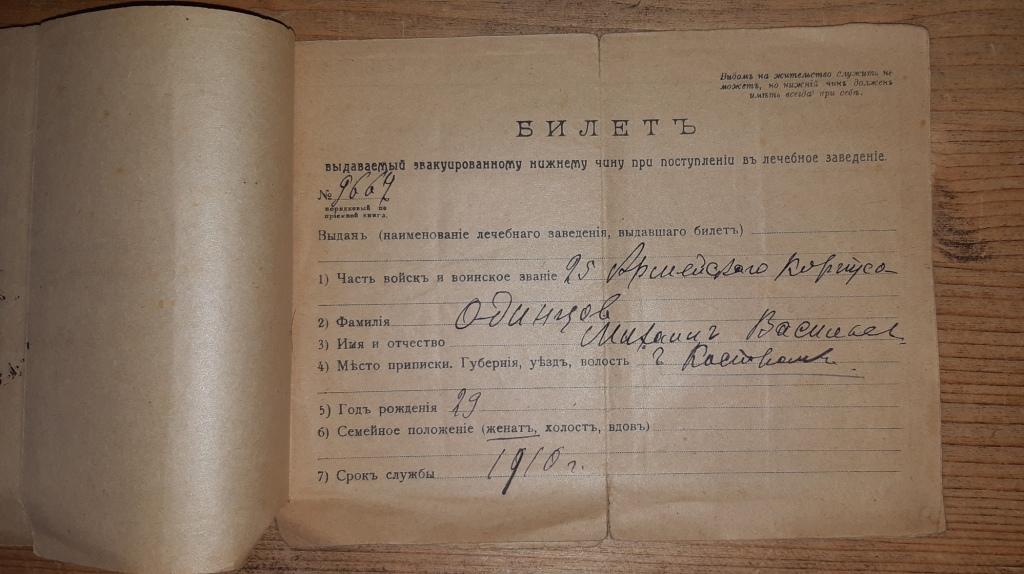 Видомъ на жительство служить не
можетъ, но нижній чинъ долженъ
имѣть всегда при себѣ.
БИЛЕТЪ
выдаваемый эвакуированному нижнему чину при поступленіи въ лечебное заведеніе.
№ 9667
порядковый по
пріемной книгѣ.
Выданъ (наименованіе лечебнаго заведенія, выдавшаго билетъ)
1) Часть войскъ и воинское званіе 25 Армейскаго Корпуса
2) Фамилія Одинцов
3) Имя и отчество Михаилъ Васильев
4) Мѣсто приписки. Губернія, уѣздъ, волость г Кострома
5) Годъ рожденія 29
6) Семейное положеніе (женатъ, холостъ, вдовъ)
7) Срокъ службы 1910 г.